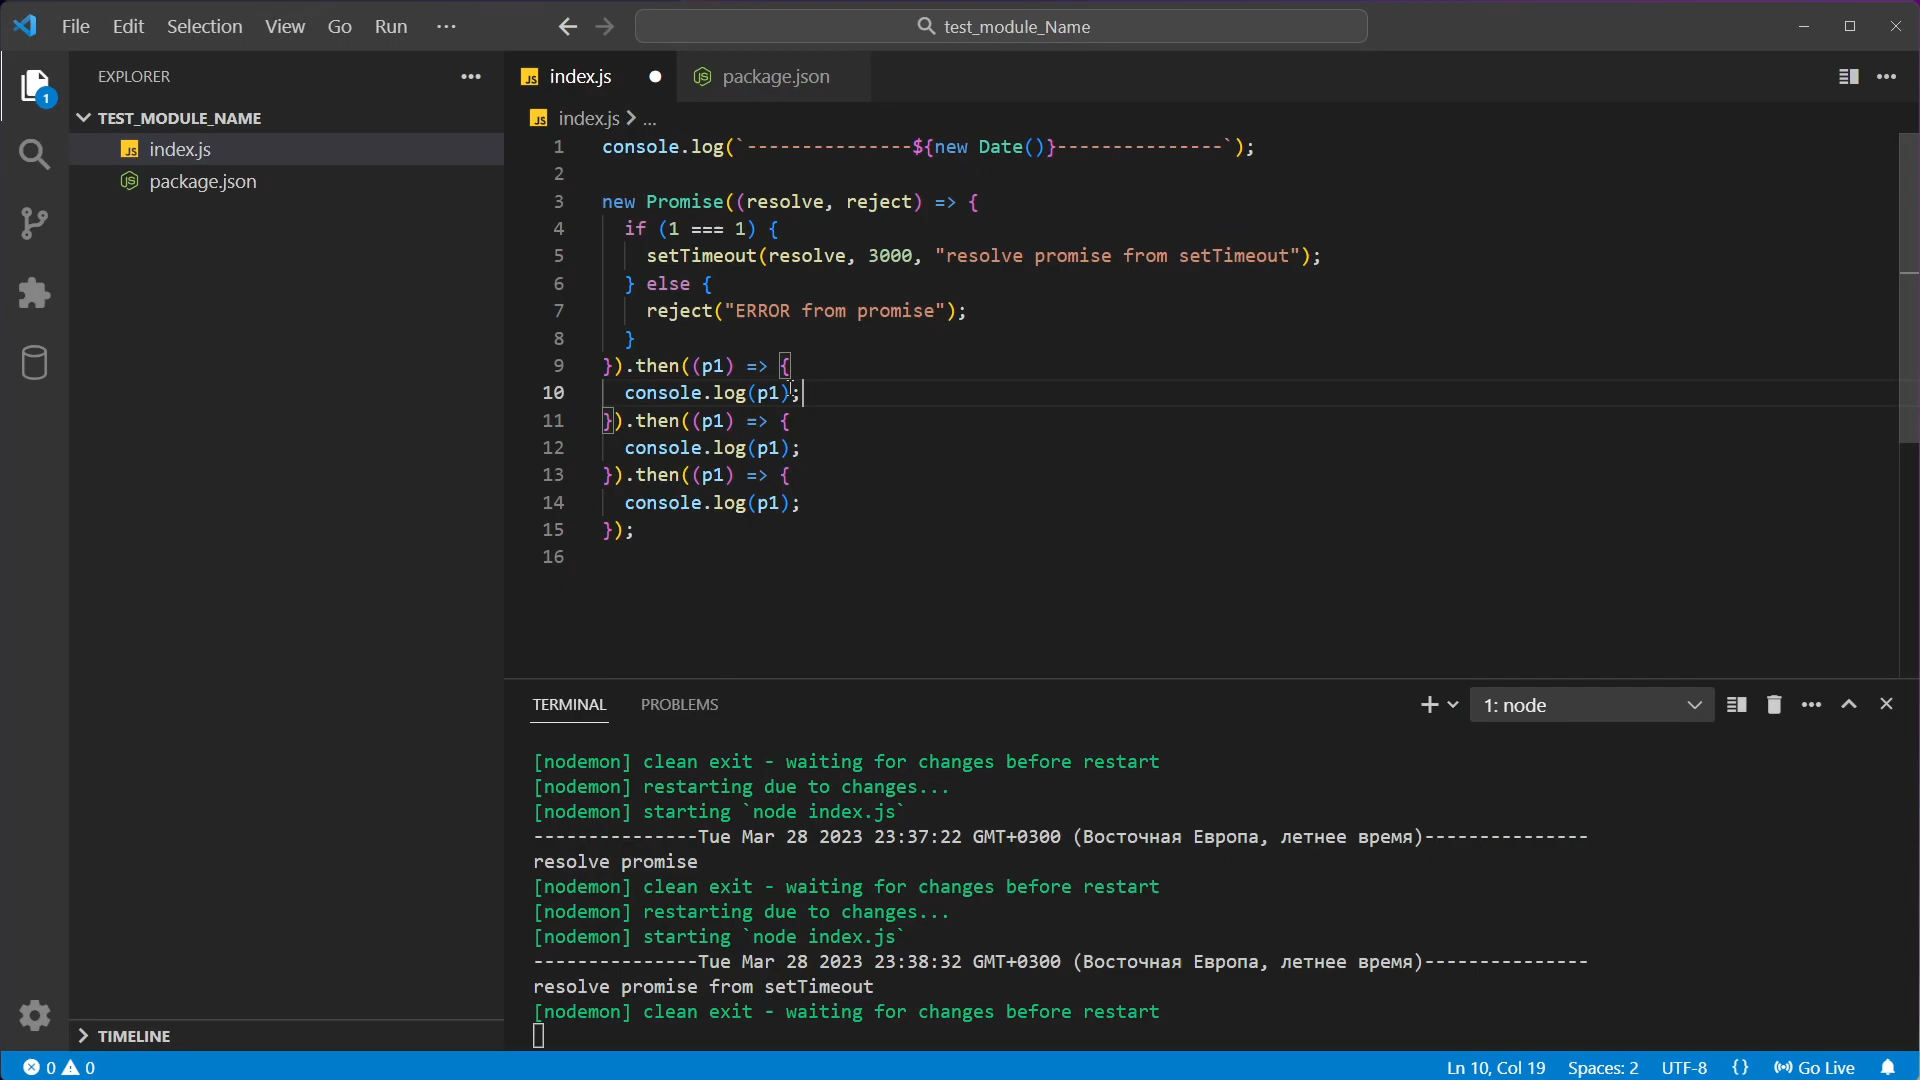 File Edit Selection View Go Run ...
test_module_Name
EXPLORER
1
TEST_MODULE_NAME
JS index.js
package.json
TIMELINE
JS index.js
package.json
JS index.js > ...
1 console.log(`---------------${new Date()}---------------`);
2
3 new Promise((resolve, reject) => {
4 if (1 === 1) {
5 setTimeout(resolve, 3000, "resolve promise from setTimeout");
6 } else {
7 reject("ERROR from promise");
8 }
9 }).then((p1) => {
10 console.log(p1);
11 }).then((p1) => {
12 console.log(p1);
13 }).then((p1) => {
14 console.log(p1);
15 });
16
TERMINAL PROBLEMS
1: node
[nodemon] clean exit - waiting for changes before restart
[nodemon] restarting due to changes...
[nodemon] starting `node index.js`
---------------Tue Mar 28 2023 23:37:22 GMT+0300 (Восточная Европа, летнее время)---------------
resolve promise
[nodemon] clean exit - waiting for changes before restart
[nodemon] restarting due to changes...
[nodemon] starting `node index.js`
---------------Tue Mar 28 2023 23:38:32 GMT+0300 (Восточная Европа, летнее время)---------------
resolve promise from setTimeout
[nodemon] clean exit - waiting for changes before restart
0 0
Ln 10, Col 19 Spaces: 2 UTF-8 {} Go Live